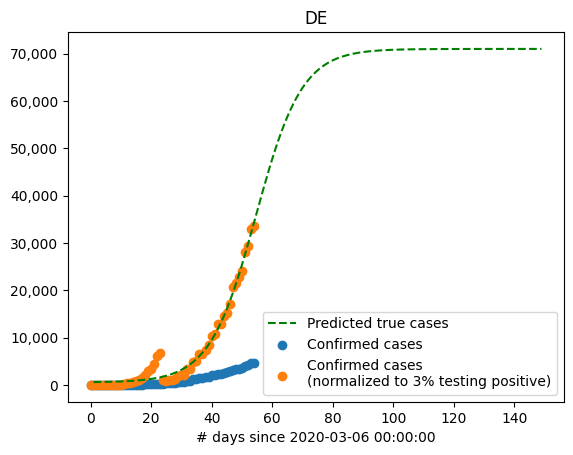 DE
70,000
60,000
50,000
40,000
30,000
20,000
10,000
0
Predicted true cases
Confirmed cases
Confirmed cases
(normalized to 3% testing positive)
0 20 40 60 80 100 120 140
# days since 2020-03-06 00:00:00